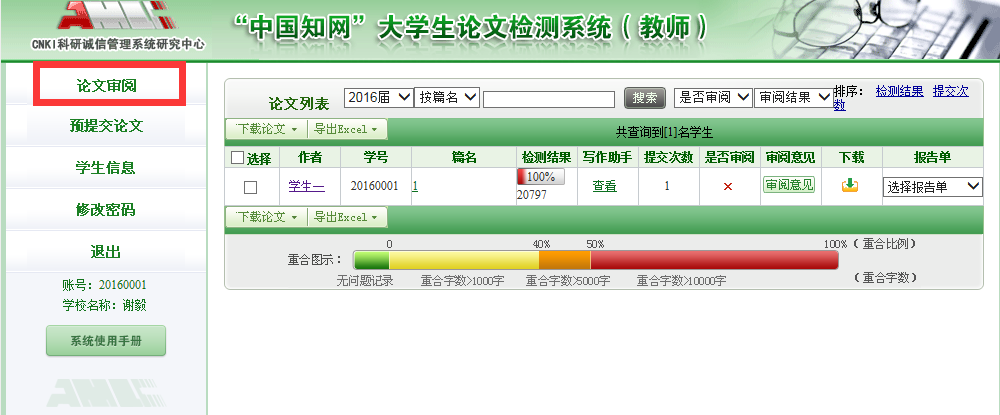 CNKI科研诚信管理系统研究中心
“中国知网”大学生论文检测系统（教师）
论文审阅
预提交论文
学生信息
修改密码
退出
账号：20160001
学校名称：谢毅
系统使用手册
论文列表 2016届 按篇名 搜索 是否审阅 审阅结果 排序： 检测结果 提交次数
下载论文 导出Excel 共查询到[1]名学生
选择 作者 学号 篇名 检测结果 写作助手 提交次数 是否审阅 审阅意见 下载 报告单
学生一 20160001 1 100% 20797 查看 1 × 审阅意见 选择报告单
下载论文 导出Excel
0 40% 50% 100%（重合比例）
重合图示：
无问题记录 重合字数>1000字 重合字数>5000字 重合字数>10000字 （重合字数）